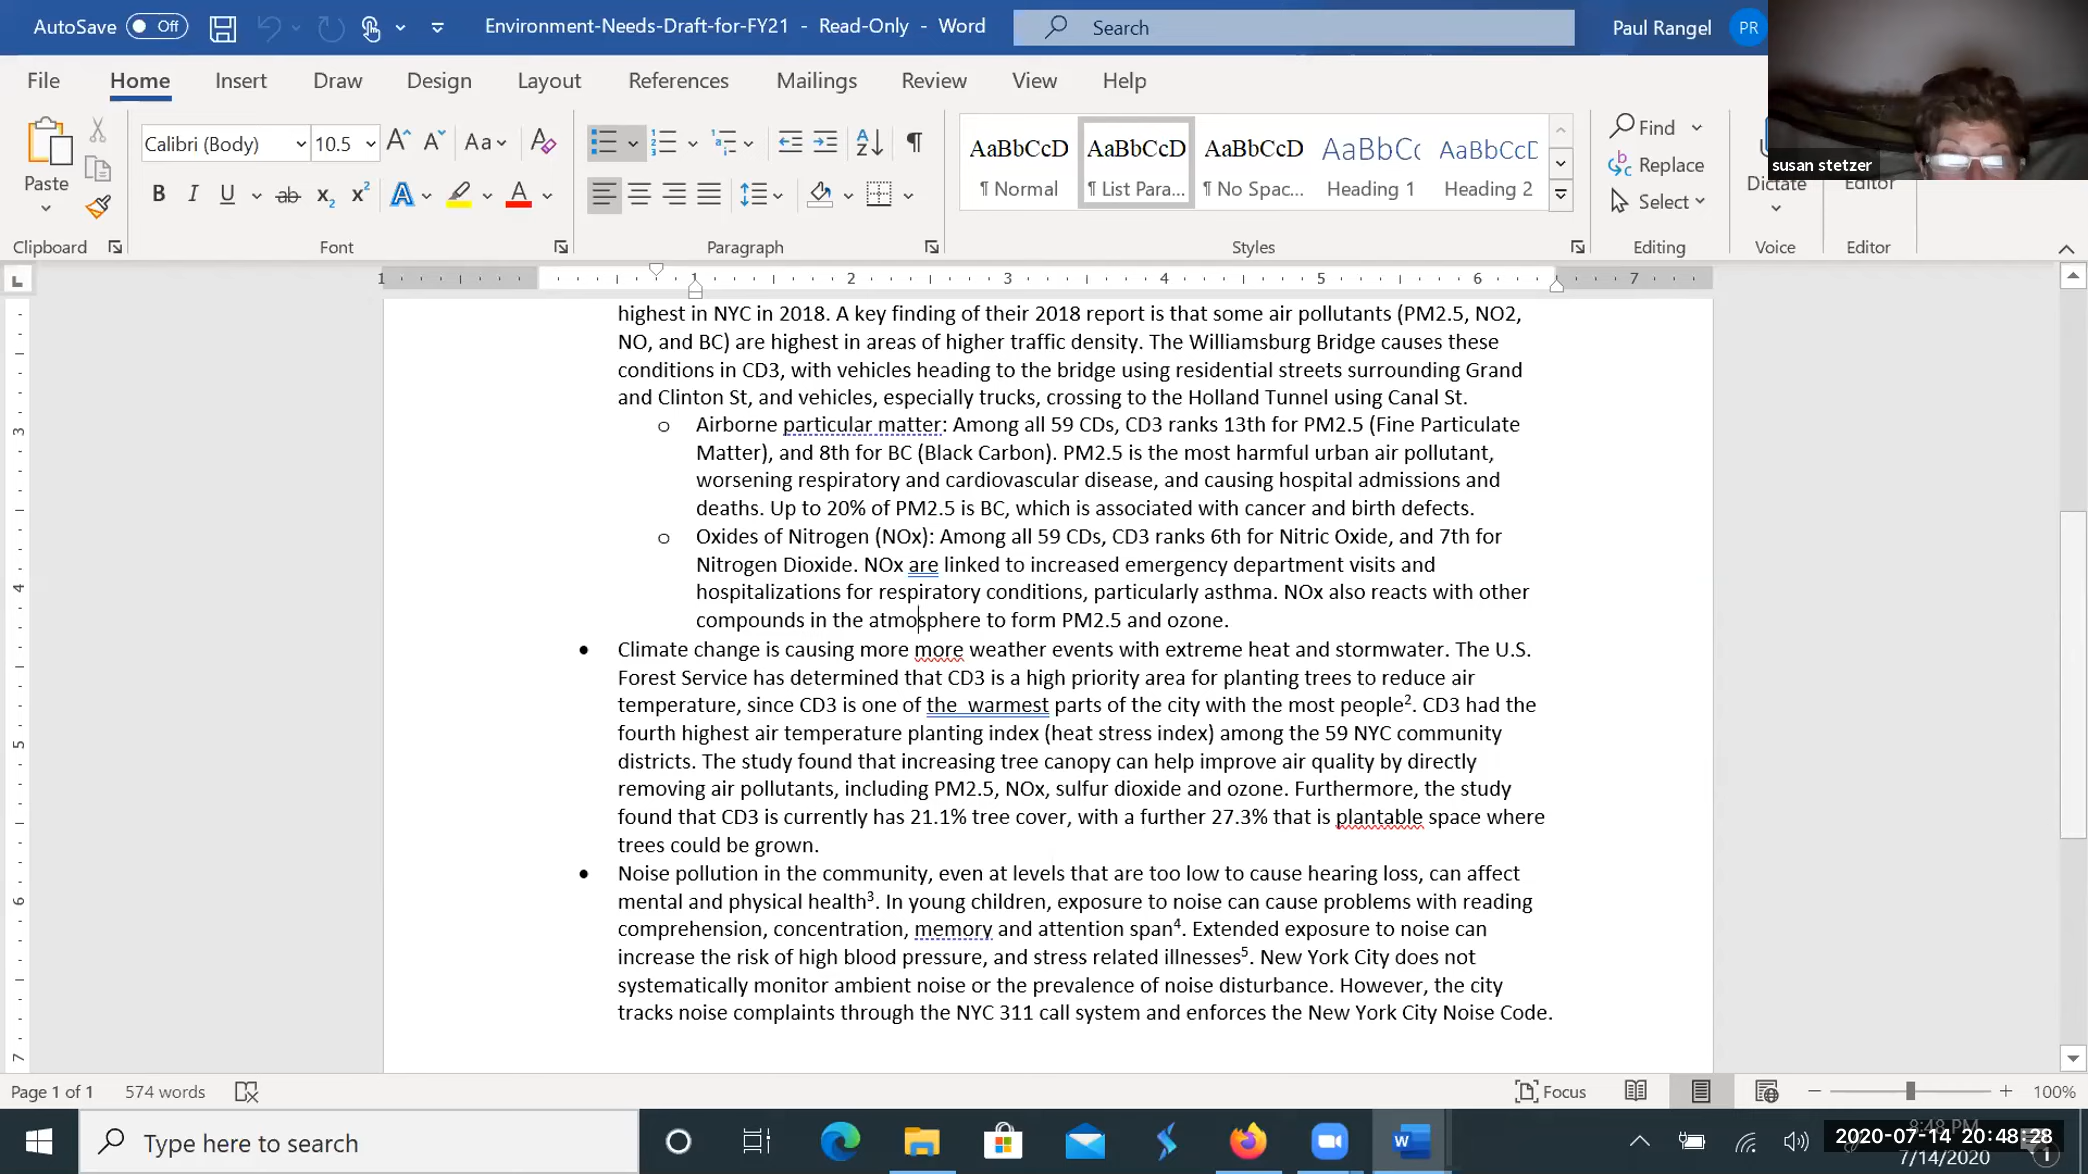 AutoSave Off Environment-Needs-Draft-for-FY21 - Read-Only - Word Search Paul Rangel PR
File Home Insert Draw Design Layout References Mailings Review View Help
susan stetzer
Paste Calibri (Body) 10.5 Aa
AaBbCcD AaBbCcD AaBbCcD AaBbCc AaBbCcD
¶ Normal ¶ List Para... ¶ No Spac... Heading 1 Heading 2
Find
Replace
Select
Dictate Editor
Clipboard Font Paragraph Styles Editing Voice Editor
1 1 2 3 4 5 6 7
highest in NYC in 2018. A key finding of their 2018 report is that some air pollutants (PM2.5, NO2,
NO, and BC) are highest in areas of higher traffic density. The Williamsburg Bridge causes these
conditions in CD3, with vehicles heading to the bridge using residential streets surrounding Grand
and Clinton St, and vehicles, especially trucks, crossing to the Holland Tunnel using Canal St.
o Airborne particular matter: Among all 59 CDs, CD3 ranks 13th for PM2.5 (Fine Particulate
Matter), and 8th for BC (Black Carbon). PM2.5 is the most harmful urban air pollutant,
worsening respiratory and cardiovascular disease, and causing hospital admissions and
deaths. Up to 20% of PM2.5 is BC, which is associated with cancer and birth defects.
o Oxides of Nitrogen (NOx): Among all 59 CDs, CD3 ranks 6th for Nitric Oxide, and 7th for
Nitrogen Dioxide. NOx are linked to increased emergency department visits and
hospitalizations for respiratory conditions, particularly asthma. NOx also reacts with other
compounds in the atmosphere to form PM2.5 and ozone.
• Climate change is causing more more weather events with extreme heat and stormwater. The U.S.
Forest Service has determined that CD3 is a high priority area for planting trees to reduce air
temperature, since CD3 is one of the  warmest parts of the city with the most people². CD3 had the
fourth highest air temperature planting index (heat stress index) among the 59 NYC community
districts. The study found that increasing tree canopy can help improve air quality by directly
removing air pollutants, including PM2.5, NOx, sulfur dioxide and ozone. Furthermore, the study
found that CD3 is currently has 21.1% tree cover, with a further 27.3% that is plantable space where
trees could be grown.
• Noise pollution in the community, even at levels that are too low to cause hearing loss, can affect
mental and physical health³. In young children, exposure to noise can cause problems with reading
comprehension, concentration, memory and attention span⁴. Extended exposure to noise can
increase the risk of high blood pressure, and stress related illnesses⁵. New York City does not
systematically monitor ambient noise or the prevalence of noise disturbance. However, the city
tracks noise complaints through the NYC 311 call system and enforces the New York City Noise Code.
3
4
5
6
7
Page 1 of 1 574 words Focus 100%
Type here to search
8:48 PM
2020-07-14 20:48:28
7/14/2020
1